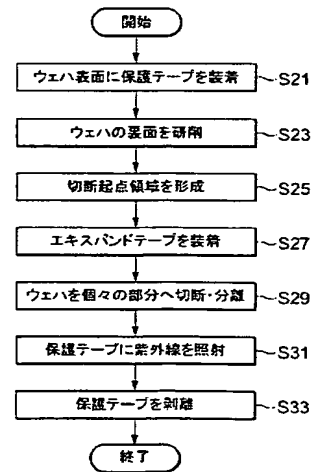 開始
ウェハ表面に保護テープを装着 S21
ウェハの裏面を研削 S23
切断起点領域を形成 S25
エキスパンドテープを装着 S27
ウェハを個々の部分へ切断・分離 S29
保護テープに紫外線を照射 S31
保護テープを剥離 S33
終了